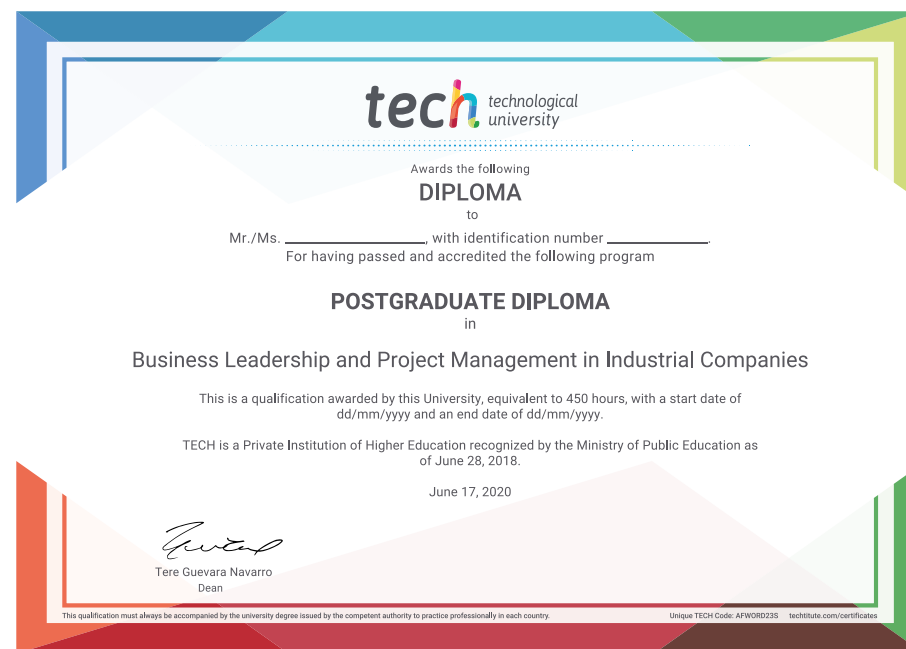 tech technological
university
Awards the following
DIPLOMA
to
Mr./Ms. ____________________, with identification number ______________.
For having passed and accredited the following program
POSTGRADUATE DIPLOMA
in
Business Leadership and Project Management in Industrial Companies
This is a qualification awarded by this University, equivalent to 450 hours, with a start date of
dd/mm/yyyy and an end date of dd/mm/yyyy.
TECH is a Private Institution of Higher Education recognized by the Ministry of Public Education as
of June 28, 2018.
June 17, 2020
Tere Guevara Navarro
Dean
This qualification must always be accompanied by the university degree issued by the competent authority to practice professionally in each country. Unique TECH Code: AFWORD23S techtitute.com/certificates